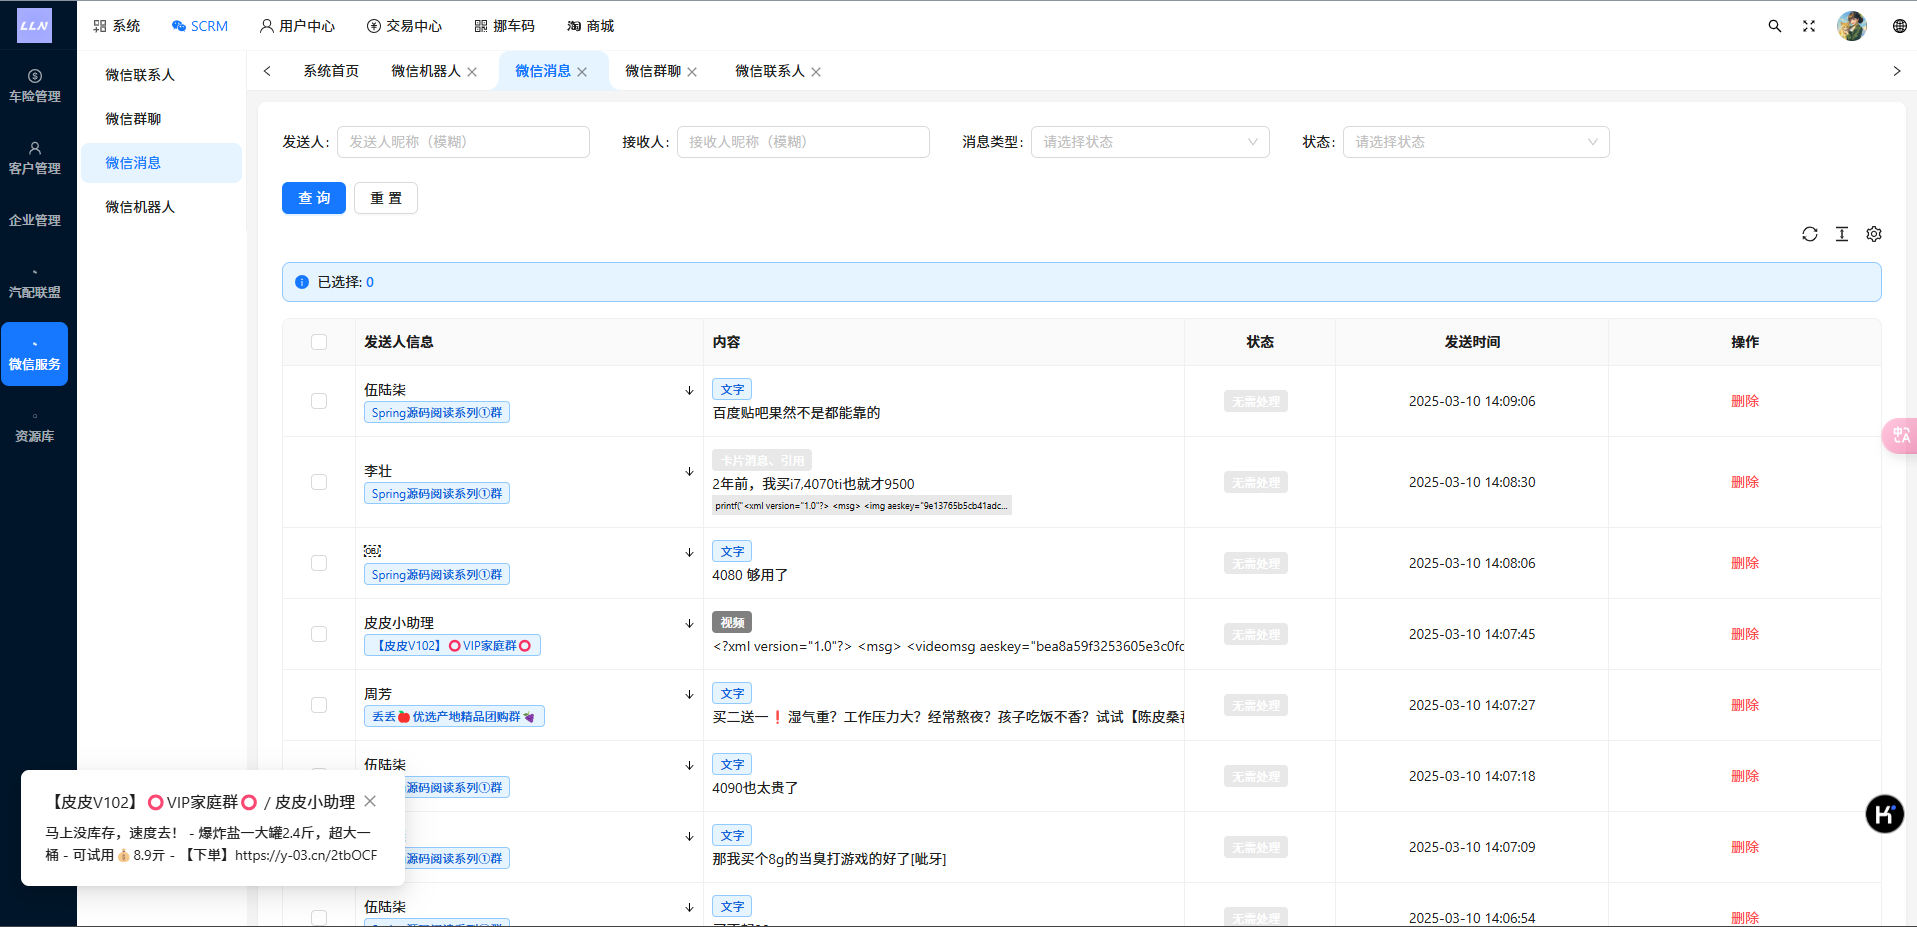 LLN
系统
SCRM
用户中心
交易中心
挪车码
商城
车险管理
客户管理
企业管理
汽配联盟
微信服务
资源库
微信联系人
微信群聊
微信消息
微信机器人
系统首页
微信机器人
微信消息
微信群聊
微信联系人
发送人:
发送人昵称（模糊）
接收人:
接收人昵称（模糊）
消息类型:
请选择状态
状态:
请选择状态
查 询
重 置
已选择: 0
发送人信息
内容
状态
发送时间
操作
伍陆柒
Spring源码阅读系列①群
文字
百度贴吧果然不是都能靠的
无需处理
2025-03-10 14:09:06
删除
李壮
Spring源码阅读系列①群
卡片消息、引用
2年前，我买i7,4070ti也就才9500
printf("<xml version="1.0"?> <msg> <img aeskey="9e13765b5cb41adc...
无需处理
2025-03-10 14:08:30
删除
OBJ
Spring源码阅读系列①群
文字
4080 够用了
无需处理
2025-03-10 14:08:06
删除
皮皮小助理
【皮皮V102】⭕VIP家庭群⭕
视频
<?xml version="1.0"?> <msg> <videomsg aeskey="bea8a59f3253605e3c0fc
无需处理
2025-03-10 14:07:45
删除
周芳
丢丢🍎优选产地精品团购群🍇
文字
买二送一❗湿气重？工作压力大？经常熬夜？孩子吃饭不香？试试【陈皮桑
无需处理
2025-03-10 14:07:27
删除
伍陆柒
源码阅读系列①群
文字
4090也太贵了
无需处理
2025-03-10 14:07:18
删除
源码阅读系列①群
文字
那我买个8g的当臭打游戏的好了[呲牙]
无需处理
2025-03-10 14:07:09
删除
伍陆柒
文字
无需处理
2025-03-10 14:06:54
删除
【皮皮V102】⭕VIP家庭群⭕ / 皮皮小助理
马上没库存，速度去！ - 爆炸盐一大罐2.4斤，超大一
桶 - 可试用💰8.9亓 - 【下单】https://y-03.cn/2tbOCF